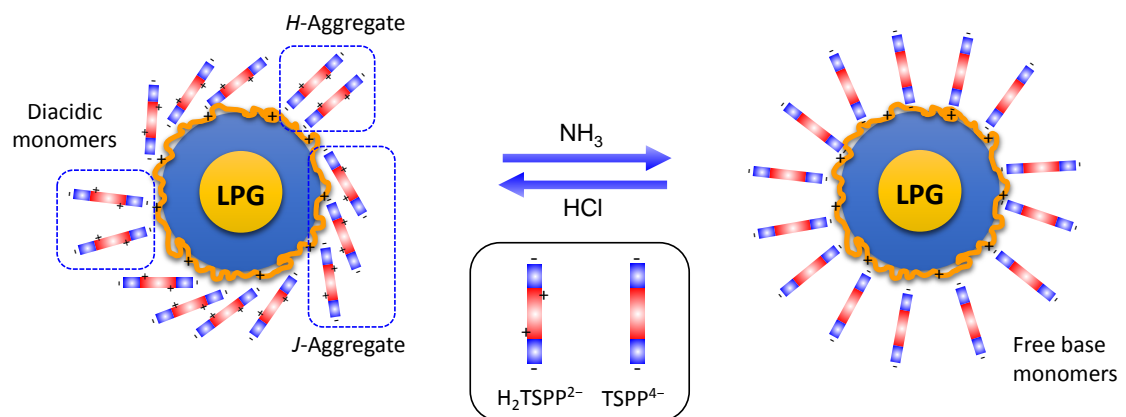 H-Aggregate
Diacidic
monomers
LPG
J-Aggregate
NH₃
HCl
H₂TSPP²⁻ TSPP⁴⁻
LPG
Free base
monomers